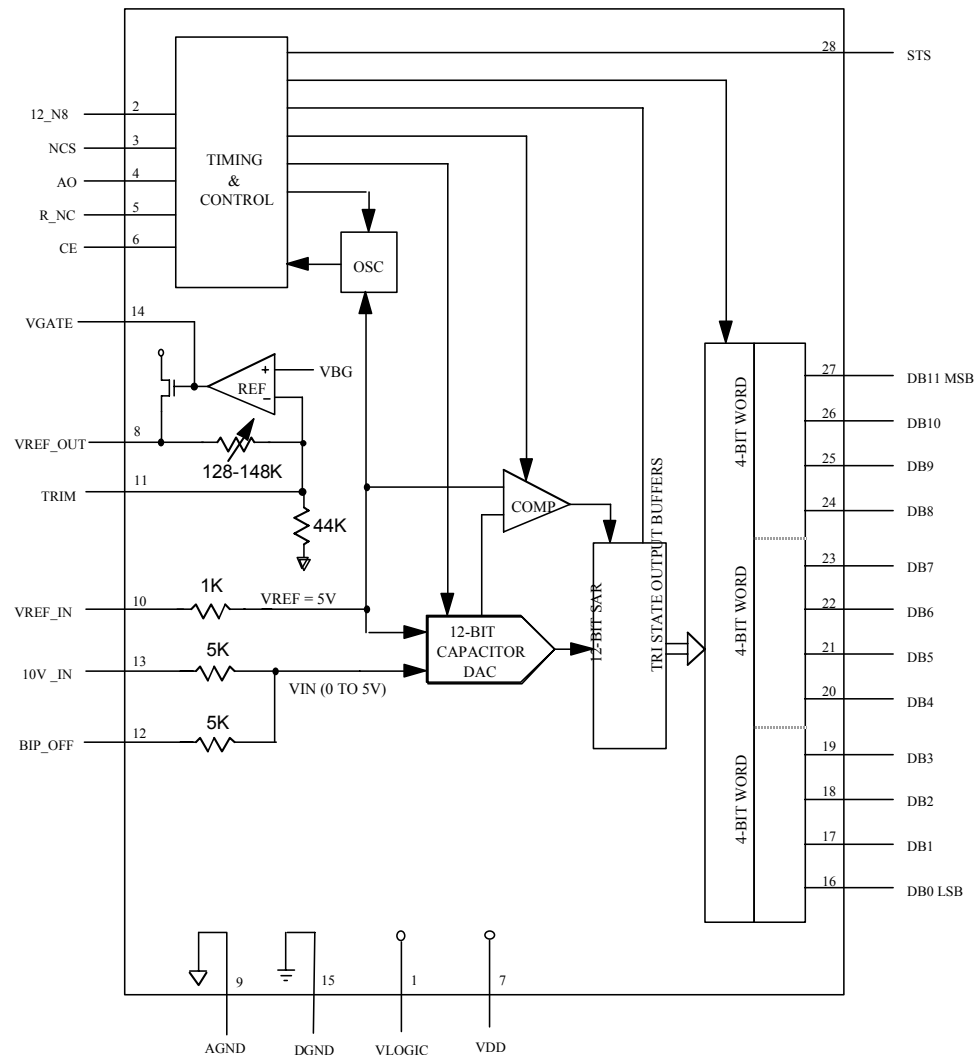 28
STS
2
12_N8
3
NCS
4
AO
5
R_NC
6
CE
TIMING
&
CONTROL
OSC
14
VGATE
+
REF
−
VBG
8
VREF_OUT
128-148K
11
TRIM
44K
COMP
10
VREF_IN
1K
VREF = 5V
13
10V_IN
5K
VIN (0 TO 5V)
12
BIP_OFF
5K
12-BIT
CAPACITOR
DAC
12-BIT SAR
TRI STATE OUTPUT BUFFERS
4-BIT WORD
4-BIT WORD
4-BIT WORD
27
DB11 MSB
26
DB10
25
DB9
24
DB8
23
DB7
22
DB6
21
DB5
20
DB4
19
DB3
18
DB2
17
DB1
16
DB0 LSB
9
15
1
7
AGND
DGND
VLOGIC
VDD